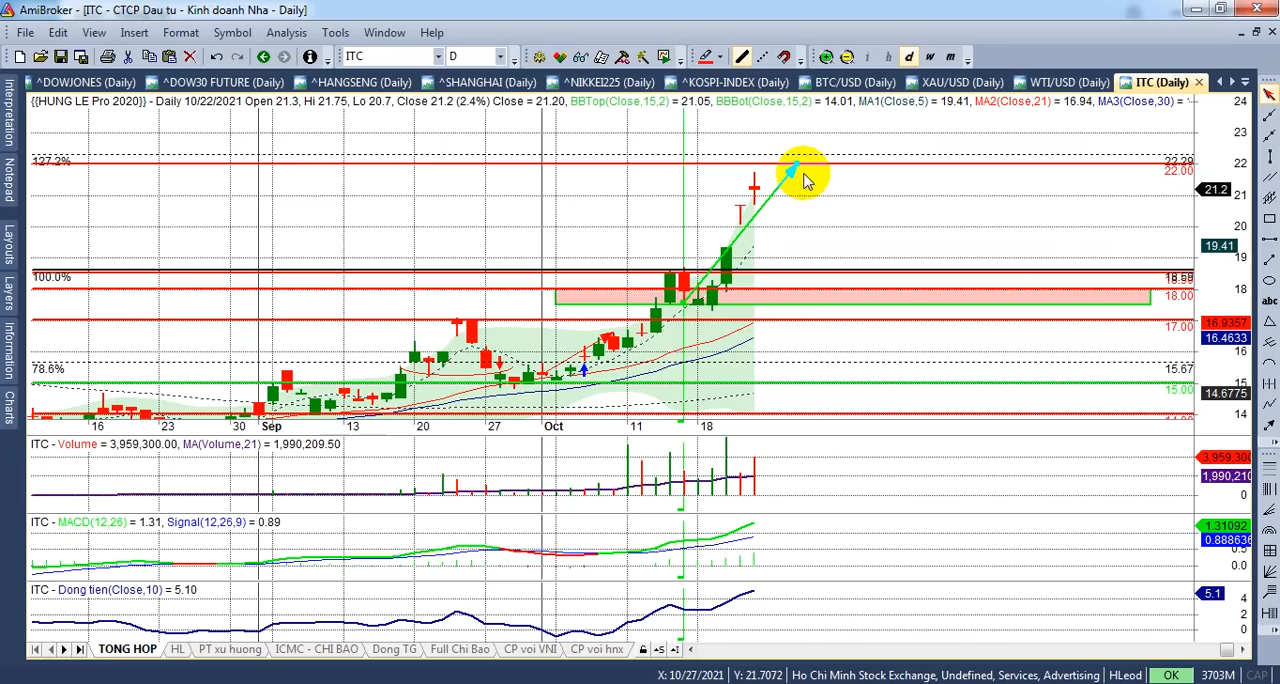 AmiBroker - [ITC - CTCP Dau tu - Kinh doanh Nha - Daily]
File Edit View Insert Format Symbol Analysis Tools Window Help
ITC D i h d w m
^DOWJONES (Daily) ^DOW30 FUTURE (Daily) ^HANGSENG (Daily) ^SHANGHAI (Daily) ^NIKKEI225 (Daily) ^KOSPI-INDEX (Daily) BTC/USD (Daily) XAU/USD (Daily) WTI/USD (Daily) ITC (Daily)
{{HUNG LE Pro 2020}} - Daily 10/22/2021 Open 21.3, Hi 21.75, Lo 20.7, Close 21.2 (2.4%) Close = 21.20, BBTop(Close,15,2) = 21.05, BBBot(Close,15,2) = 14.01, MA1(Close,5) = 19.41, MA2(Close,21) = 16.94, MA3(Close,30) =
Interpretation
Notepad
Layouts
Layers
Information
Charts
abc
24
23
127.2% 22.29 22
22.00
21.2
21
20
19.41
19
100.0% 18.59
18
18.00
17.00
16.9357
16.4633
16
78.6% 15.67
15
15.00
14.6775
14
16 23 30 Sep 13 20 27 Oct 11 18
ITC - Volume = 3,959,300.00, MA(Volume,21) = 1,990,209.50
3,959,300
1,990,210
0
ITC - MACD(12,26) = 1.31, Signal(12,26,9) = 0.89
1.31092
0.888636
0.5
0.0
ITC - Dong tien(Close,10) = 5.10
5.1
4
2
0
TONG HOP HL PT xu huong ICMC - CHI BAO Dong TG Full Chi Bao CP voi VNI CP voi hnx
X: 10/27/2021 Y: 21.7072 Ho Chi Minh Stock Exchange, Undefined, Services, Advertising HLeod OK 3703M CAP